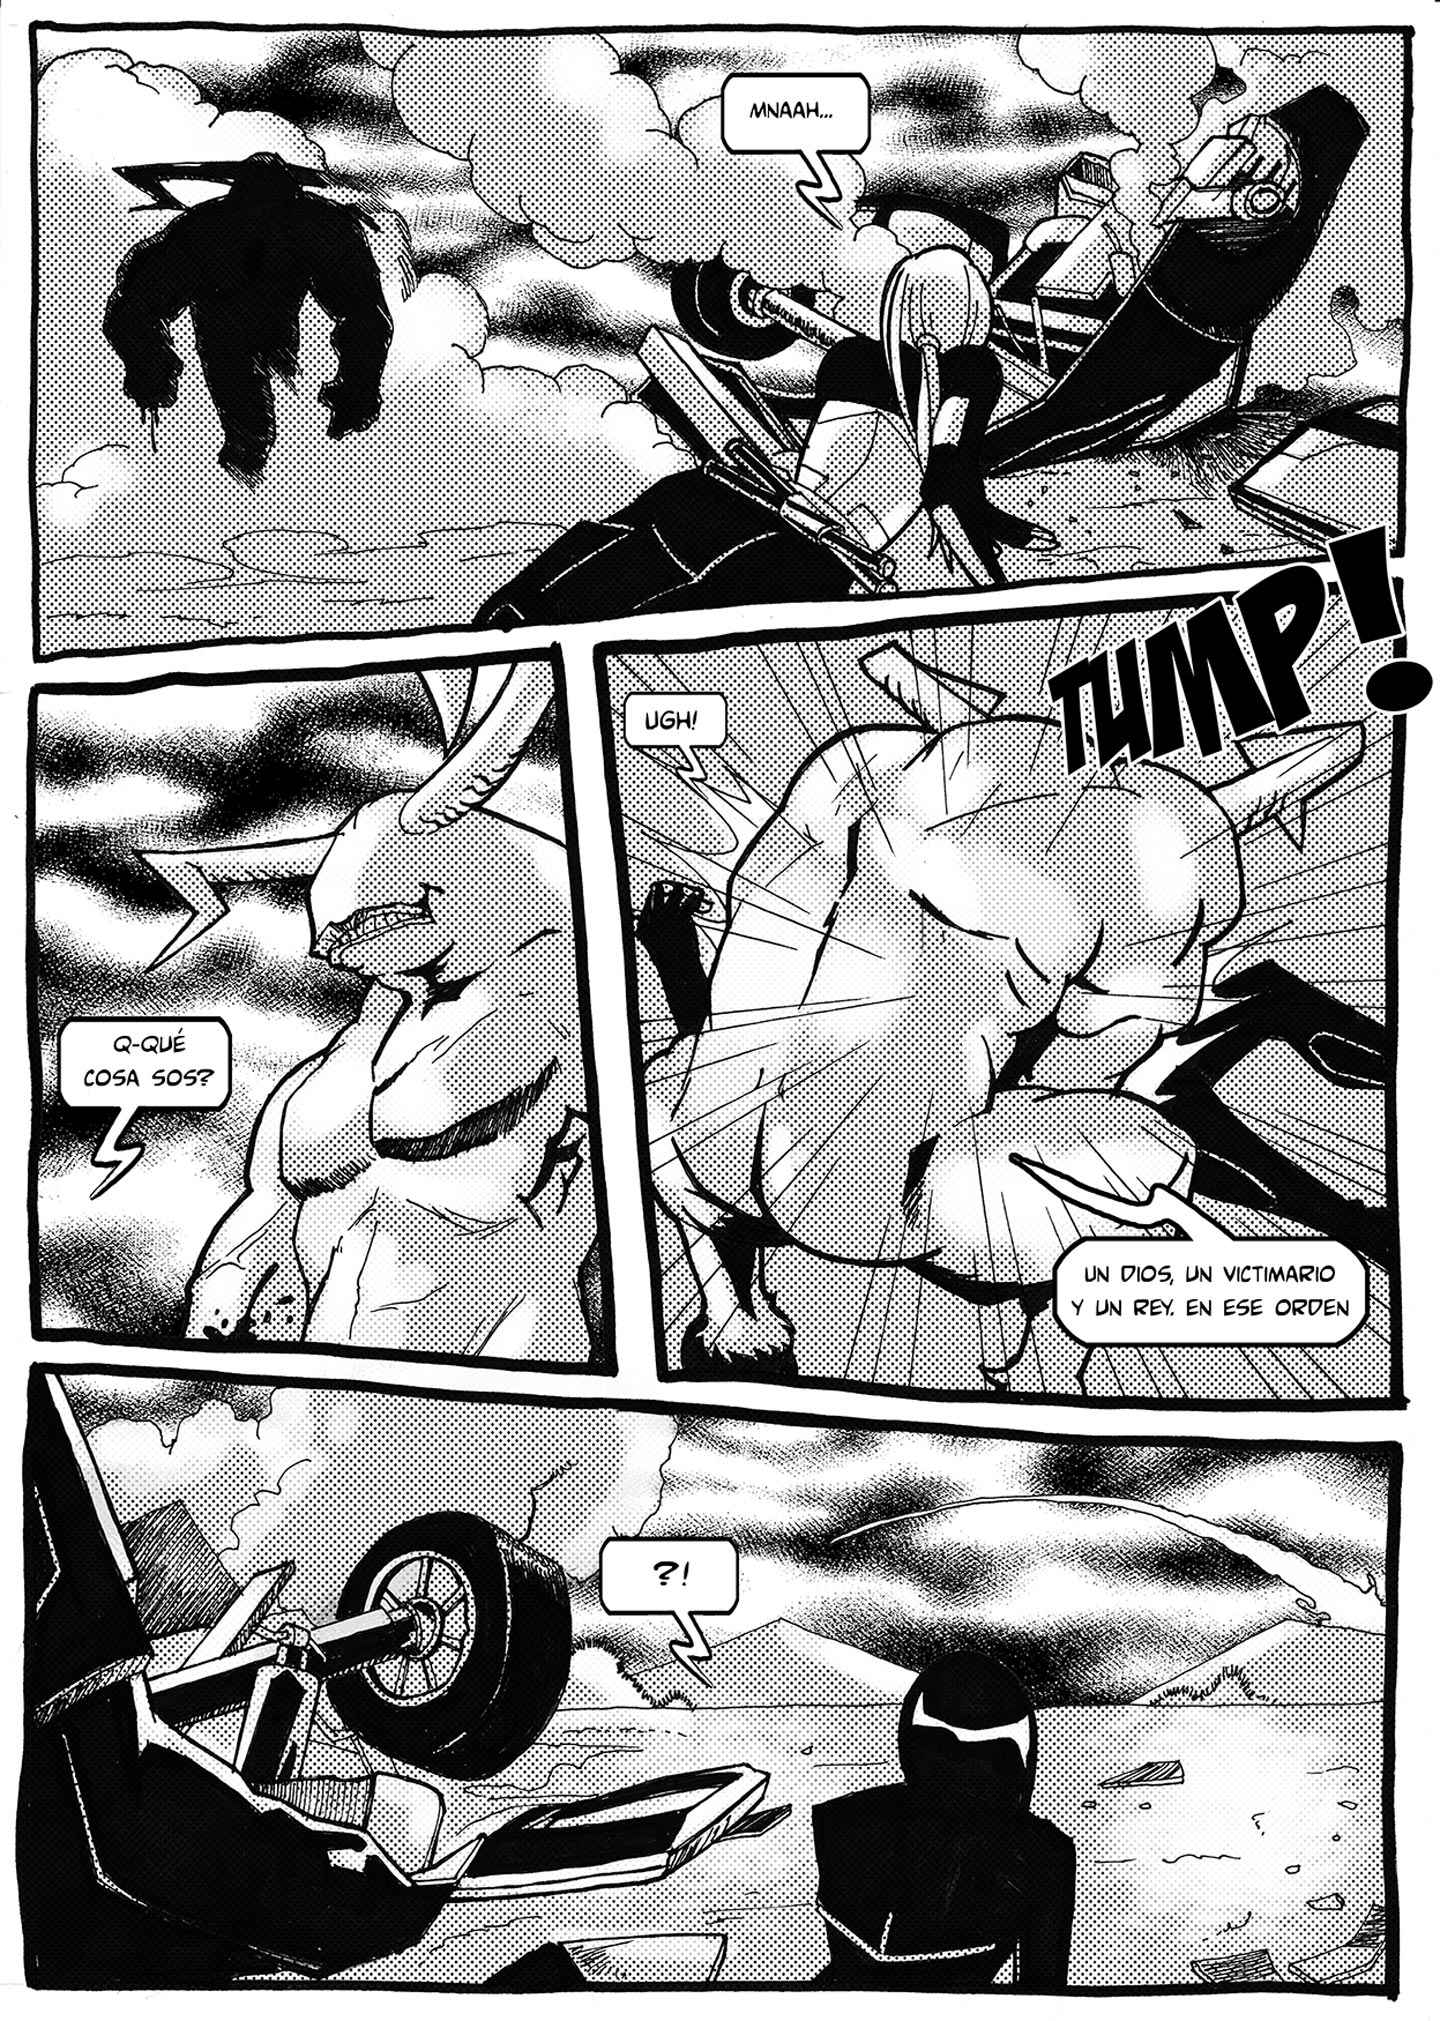 MNAAH...
Q-QUÉ
COSA SOS?
UGH!
TUMP!
UN DIOS, UN VICTIMARIO
Y UN REY. EN ESE ORDEN
?!